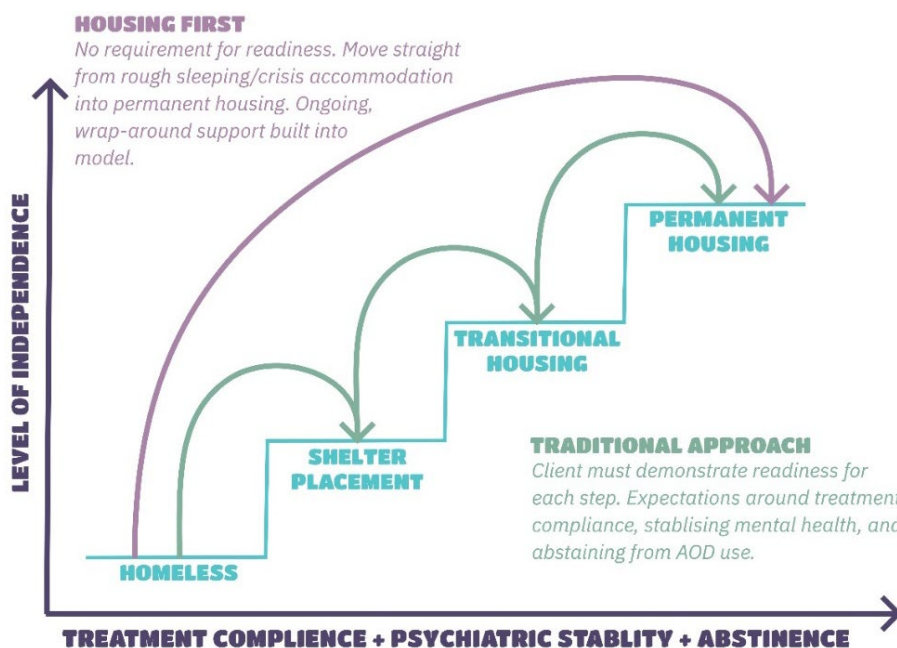 HOUSING FIRST
No requirement for readiness. Move straight
from rough sleeping/crisis accommodation
into permanent housing. Ongoing,
wrap-around support built into
model.
LEVEL OF INDEPENDENCE
PERMANENT
HOUSING
TRANSITIONAL
HOUSING
SHELTER
PLACEMENT
HOMELESS
TRADITIONAL APPROACH
Client must demonstrate readiness for
each step. Expectations around treatment
compliance, stablising mental health, and
abstaining from AOD use.
TREATMENT COMPLIENCE + PSYCHIATRIC STABLITY + ABSTINENCE